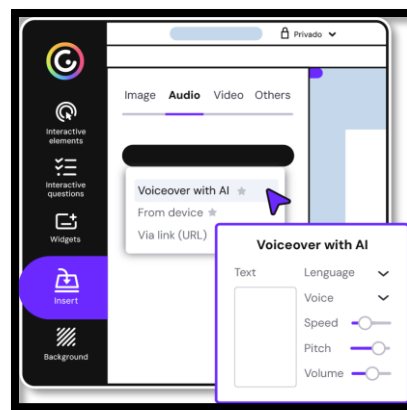 Privado
Image Audio Video Others
Interactive
elements
Interactive
questions
Widgets
Insert
Background
Voiceover with AI
From device
Via link (URL)
Voiceover with AI
Text
Lenguage
Voice
Speed
Pitch
Volume